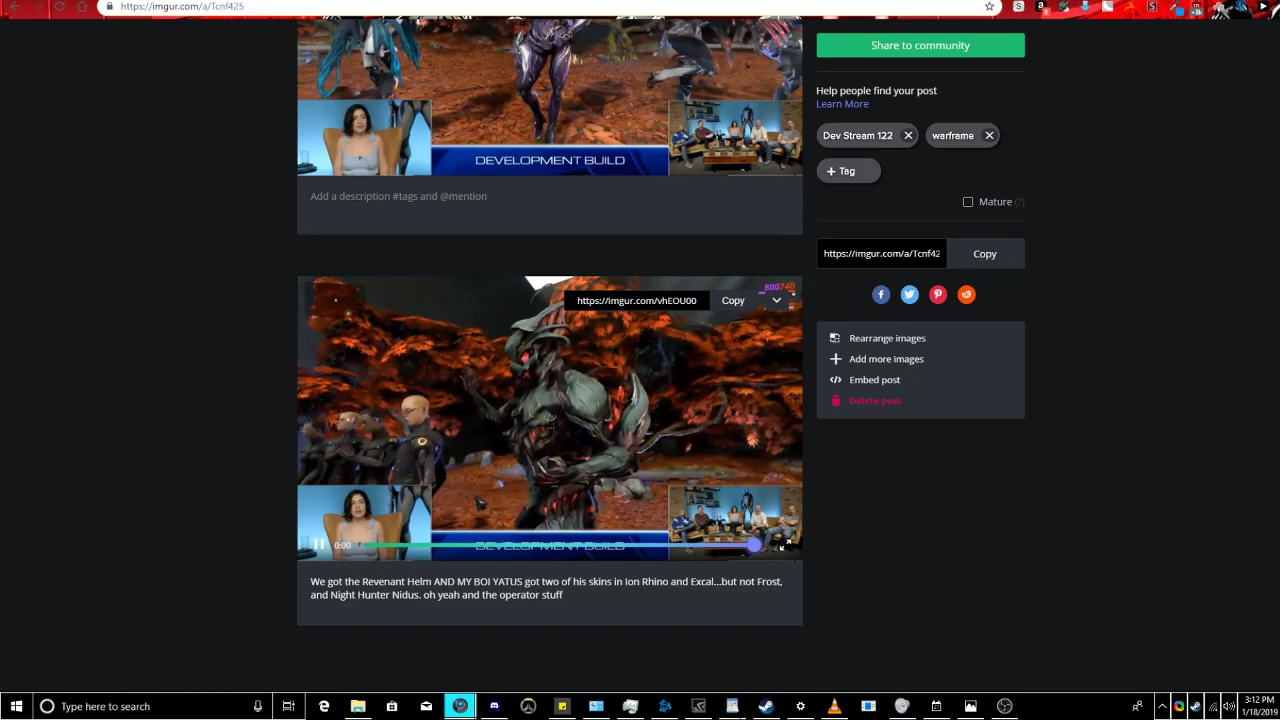 https://imgur.com/a/Tcnf425
DEVELOPMENT BUILD
Add a description #tags and @mention
https://imgur.com/vhEOU00
Copy
800740
0:00
DEVELOPMENT BUILD
We got the Revenant Helm AND MY BOI YATUS got two of his skins in Ion Rhino and Excal...but not Frost,
and Night Hunter Nidus. oh yeah and the operator stuff
Share to community
Help people find your post
Learn More
Dev Stream 122
warframe
+ Tag
Mature (?)
https://imgur.com/a/Tcnf42
Copy
Rearrange images
Add more images
Embed post
Delete post
Type here to search
3:12 PM
1/18/2019